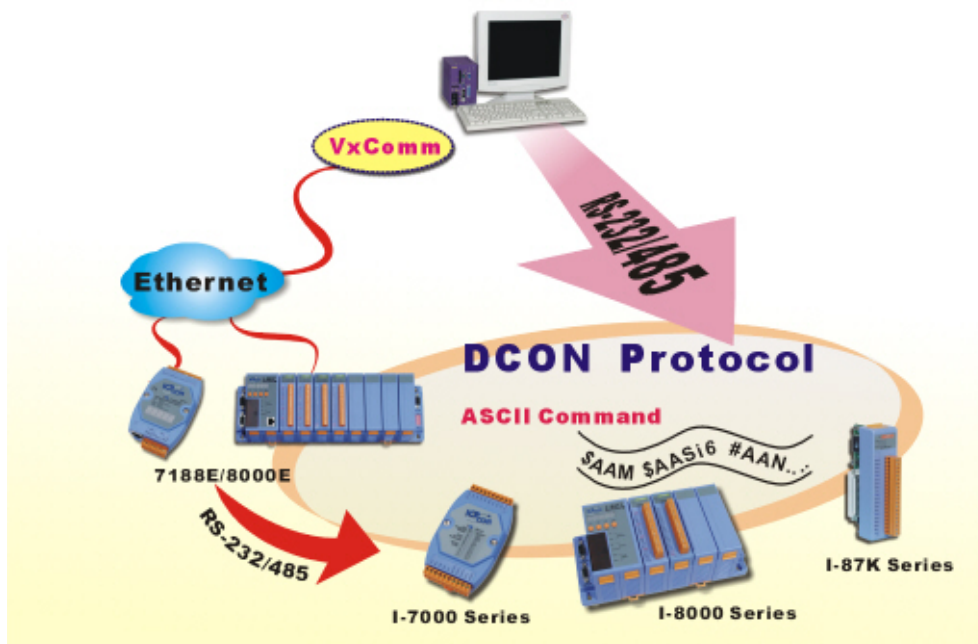 VxComm
RS-232/485
Ethernet
DCON Protocol
ASCII Command
$AAM $AASi6 #AAN....
7188E/8000E
RS-232/485
I-7000 Series
I-8000 Series
I-87K Series